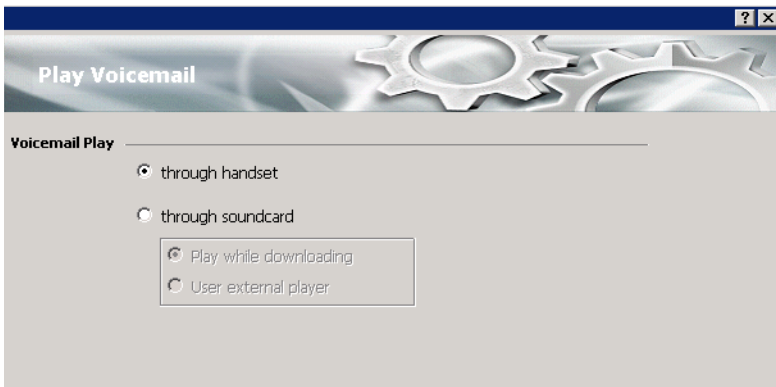 Play Voicemail
Voicemail Play
through handset
through soundcard
Play while downloading
User external player